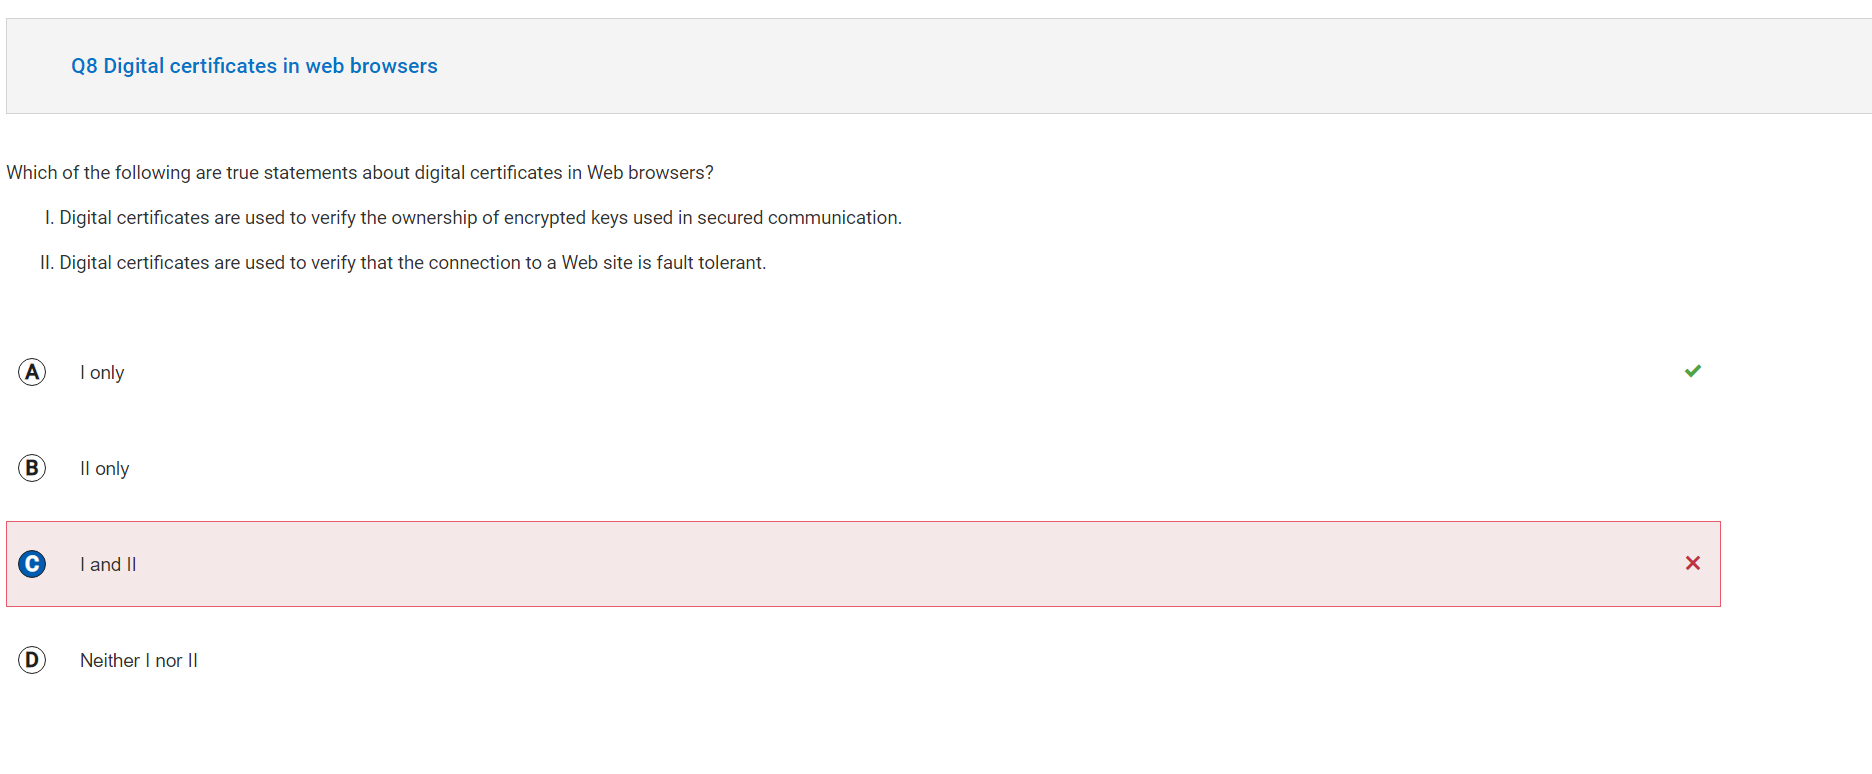 Q8 Digital certificates in web browsers
Which of the following are true statements about digital certificates in Web browsers?
I. Digital certificates are used to verify the ownership of encrypted keys used in secured communication.
II. Digital certificates are used to verify that the connection to a Web site is fault tolerant.
A I only
B II only
C I and II
D Neither I nor II